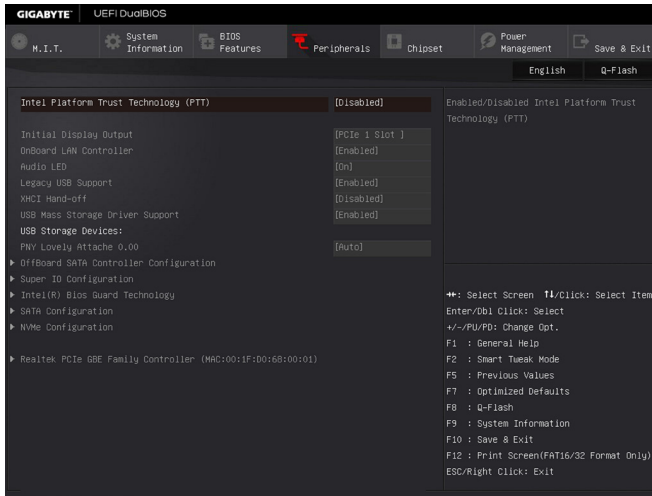 GIGABYTE™ UEFI DualBIOS
M.I.T.
System Information
BIOS Features
Peripherals
Chipset
Power Management
Save & Exit
English Q-Flash
Intel Platform Trust Technology (PTT) [Disabled]
Initial Display Output [PCIe 1 Slot ]
OnBoard LAN Controller [Enabled]
Audio LED [On]
Legacy USB Support [Enabled]
XHCI Hand-off [Disabled]
USB Mass Storage Driver Support [Enabled]
USB Storage Devices:
PNY Lovely Attache 0.00 [Auto]
OffBoard SATA Controller Configuration
Super IO Configuration
Intel(R) Bios Guard Technology
SATA Configuration
NVMe Configuration
Realtek PCIe GBE Family Controller (MAC:00:1F:D0:68:00:01)
Enabled/Disabled Intel Platform Trust
Technology (PTT)
→←: Select Screen ↑↓/Click: Select Item
Enter/Dbl Click: Select
+/-/PU/PD: Change Opt.
F1 : General Help
F2 : Smart Tweak Mode
F5 : Previous Values
F7 : Optimized Defaults
F8 : Q-Flash
F9 : System Information
F10 : Save & Exit
F12 : Print Screen(FAT16/32 Format Only)
ESC/Right Click: Exit